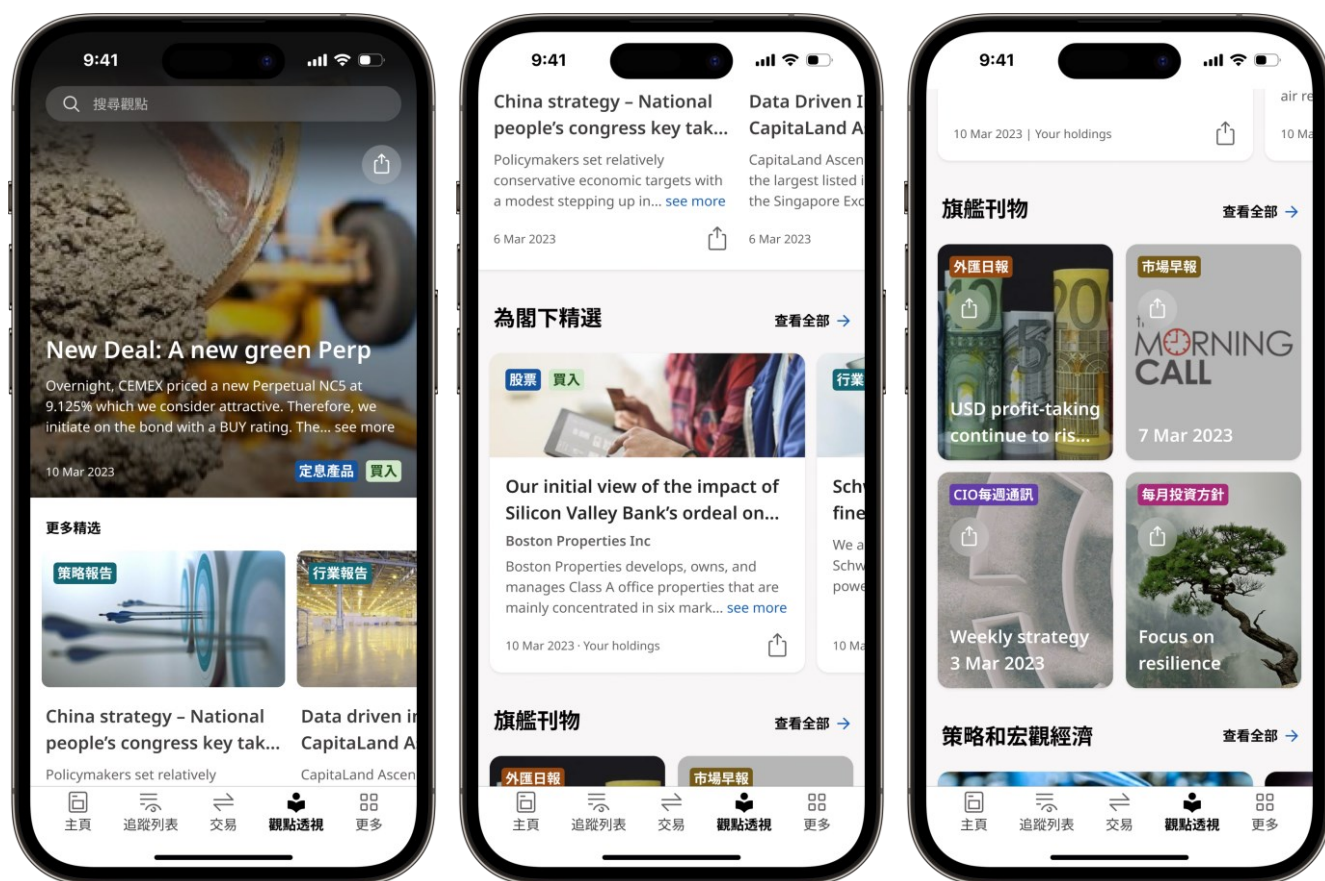 9:41
搜尋觀點
New Deal: A new green Perp
Overnight, CEMEX priced a new Perpetual NC5 at
9.125% which we consider attractive. Therefore, we
initiate on the bond with a BUY rating. The... see more
10 Mar 2023
定息產品
買入
更多精选
策略報告
行業報告
China strategy – National
people's congress key tak...
Policymakers set relatively
Data driven in
CapitaLand A
CapitaLand Ascen
主頁
追蹤列表
交易
觀點透視
更多
9:41
China strategy – National
people's congress key tak...
Policymakers set relatively
conservative economic targets with
a modest stepping up in... see more
6 Mar 2023
Data Driven I
CapitaLand A
CapitaLand Ascen
the largest listed i
the Singapore Exc
6 Mar 2023
為閣下精選
查看全部 →
股票
買入
行業
Our initial view of the impact of
Silicon Valley Bank's ordeal on...
Boston Properties Inc
Boston Properties develops, owns, and
manages Class A office properties that are
mainly concentrated in six mark... see more
10 Mar 2023 · Your holdings
Schw
fine
We a
Schw
powe
10 Ma
旗艦刊物
查看全部 →
外匯日報
市場早報
主頁
追蹤列表
交易
觀點透視
更多
9:41
air re
10 Mar 2023 | Your holdings
10 Ma
旗艦刊物
查看全部 →
外匯日報
USD profit-taking
continue to ris...
市場早報
MORNING
CALL
7 Mar 2023
CIO每週通訊
Weekly strategy
3 Mar 2023
每月投資方針
Focus on
resilience
策略和宏觀經濟
查看全部 →
主頁
追蹤列表
交易
觀點透視
更多